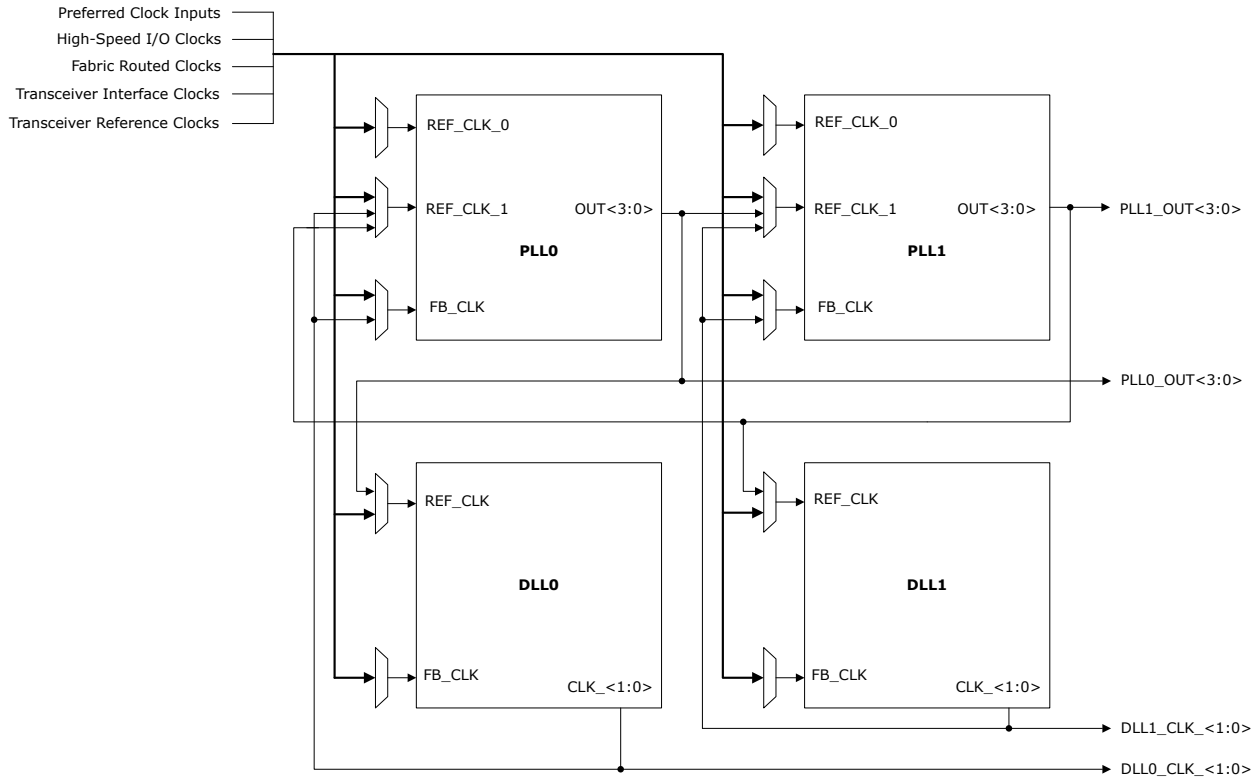 Preferred Clock Inputs
High-Speed I/O Clocks
Fabric Routed Clocks
Transceiver Interface Clocks
Transceiver Reference Clocks
REF_CLK_0
REF_CLK_1
OUT<3:0>
PLL0
FB_CLK
REF_CLK_0
REF_CLK_1
OUT<3:0>
PLL1
FB_CLK
PLL1_OUT<3:0>
PLL0_OUT<3:0>
REF_CLK
DLL0
FB_CLK
CLK_<1:0>
REF_CLK
DLL1
FB_CLK
CLK_<1:0>
DLL1_CLK_<1:0>
DLL0_CLK_<1:0>